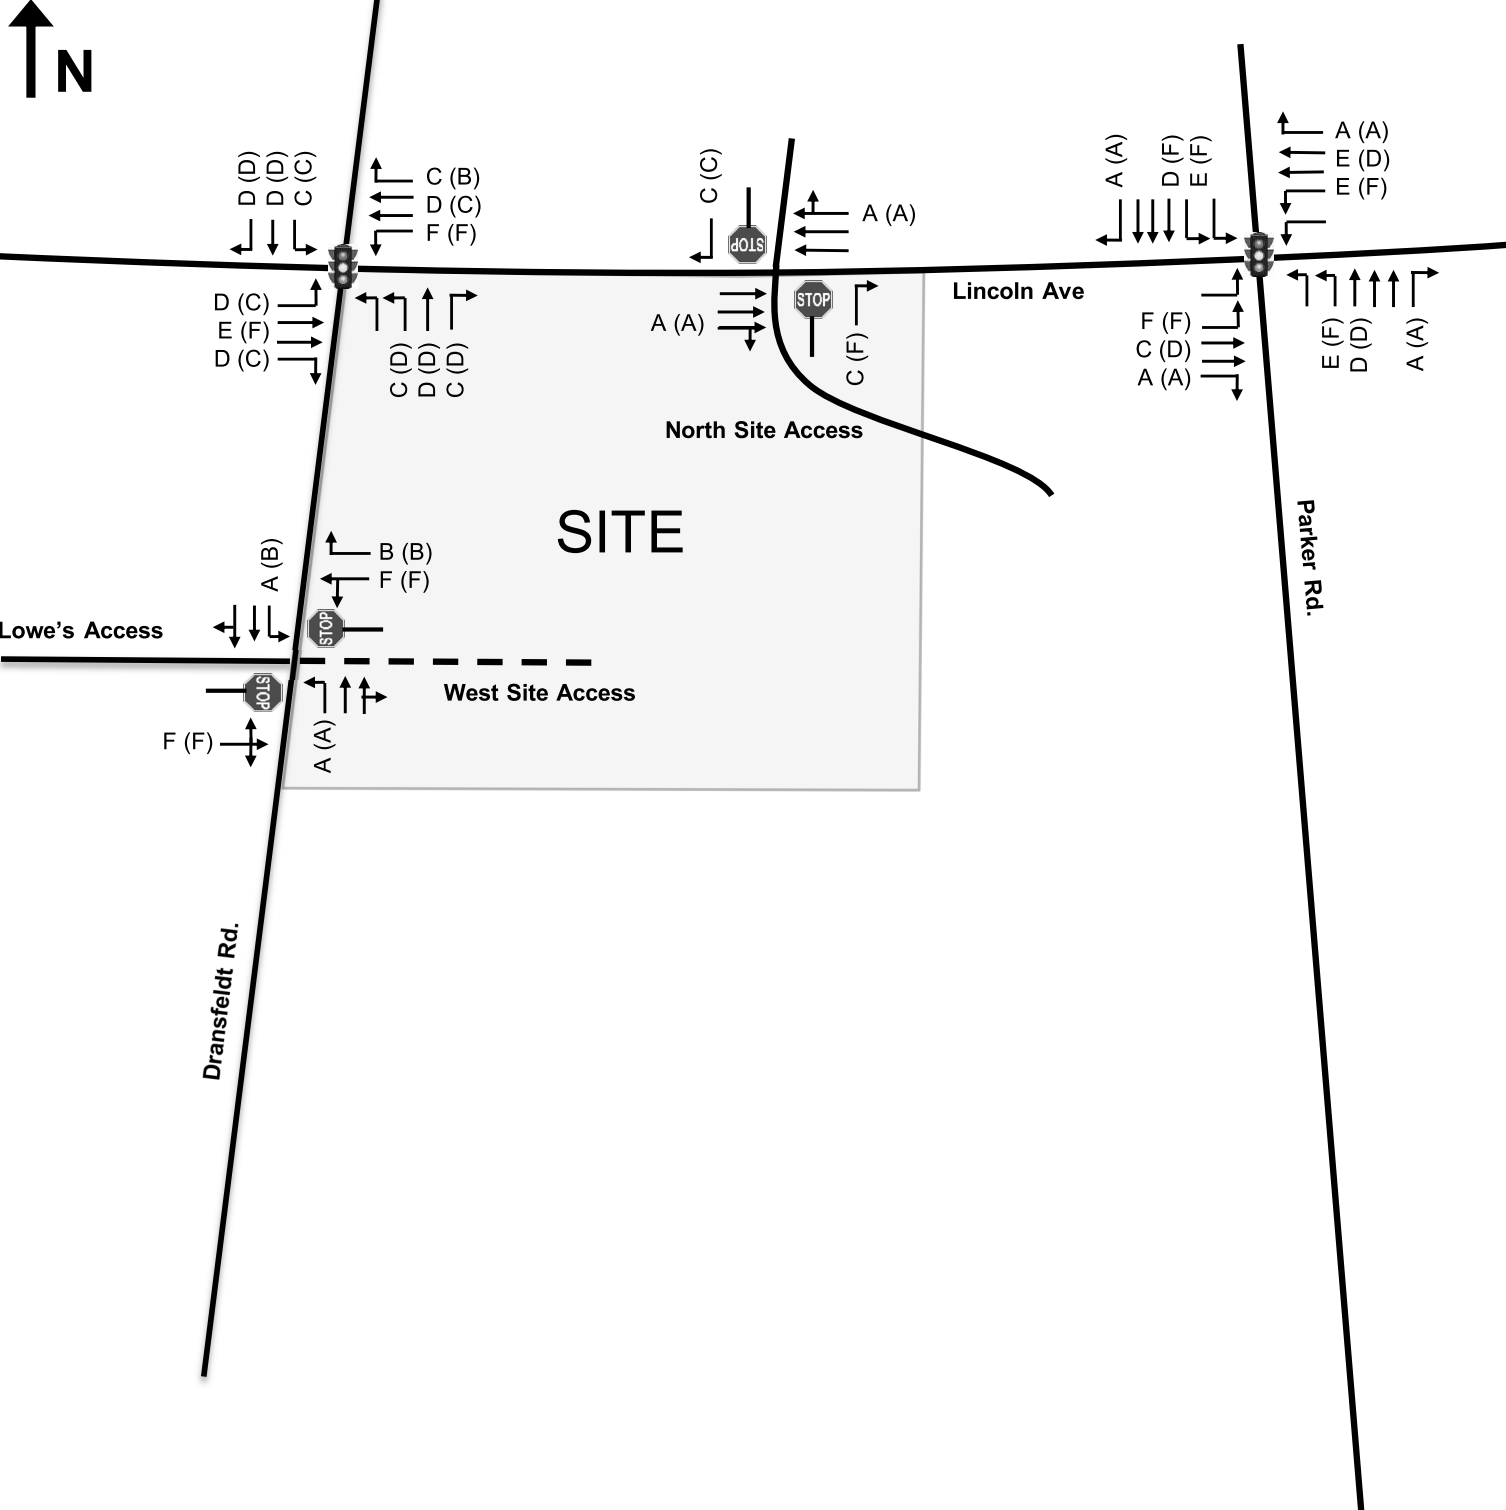 N
D (D)
D (D)
C (C)
C (B)
D (C)
F (F)
C (C)
STOP
A (A)
A (A)
D (F)
E (F)
A (A)
E (D)
E (F)
D (C)
E (F)
D (C)
C (D)
D (D)
C (D)
A (A)
STOP
C (F)
Lincoln Ave
F (F)
C (D)
A (A)
E (F)
D (D)
A (A)
North Site Access
SITE
Parker Rd.
A (B)
B (B)
F (F)
STOP
Lowe's Access
STOP
West Site Access
F (F)
A (A)
Dransfeldt Rd.